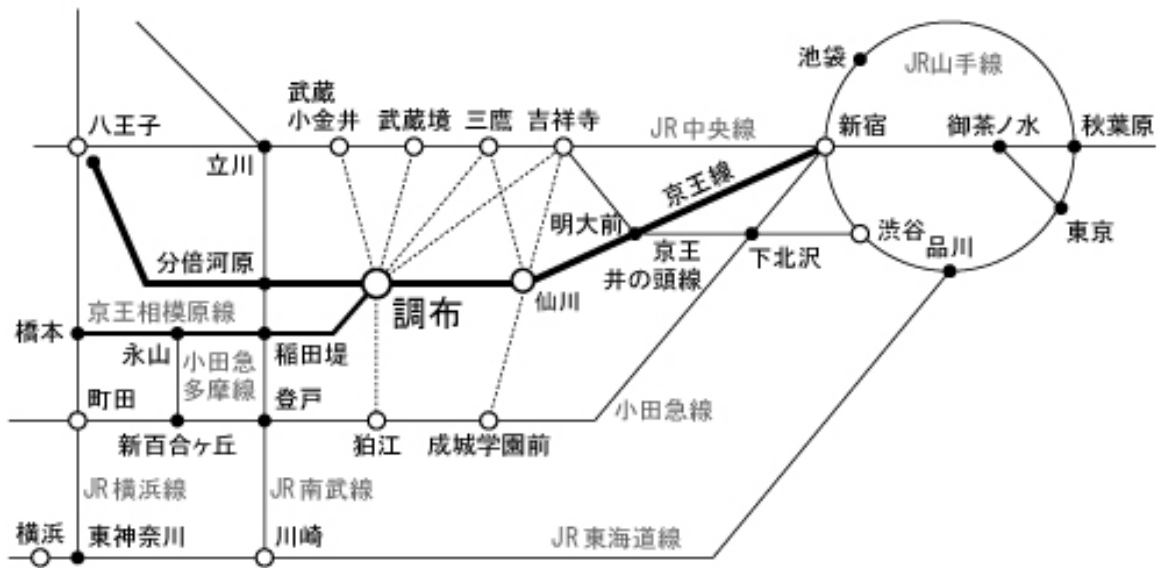 池袋
JR山手線
武蔵
小金井
武蔵境
三鷹
吉祥寺
JR中央線
新宿
御茶ノ水
秋葉原
八王子
立川
京王線
明大前
京王
井の頭線
下北沢
渋谷
品川
東京
分倍河原
調布
仙川
京王相模原線
橋本
永山
小田急
多摩線
稲田堤
町田
登戸
小田急線
新百合ヶ丘
狛江
成城学園前
JR横浜線
JR南武線
横浜
東神奈川
川崎
JR東海道線